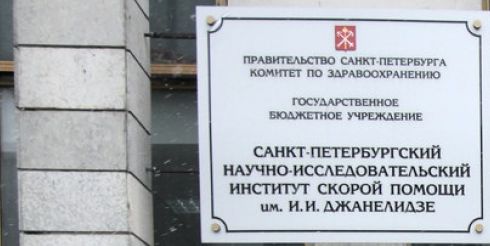 ПРАВИТЕЛЬСТВО САНКТ-ПЕТЕРБУРГА
КОМИТЕТ ПО ЗДРАВООХРАНЕНИЮ
ГОСУДАРСТВЕННОЕ
БЮДЖЕТНОЕ УЧРЕЖДЕНИЕ
САНКТ-ПЕТЕРБУРГСКИЙ
НАУЧНО-ИССЛЕДОВАТЕЛЬСКИЙ
ИНСТИТУТ СКОРОЙ ПОМОЩИ
им. И.И. ДЖАНЕЛИДЗЕ